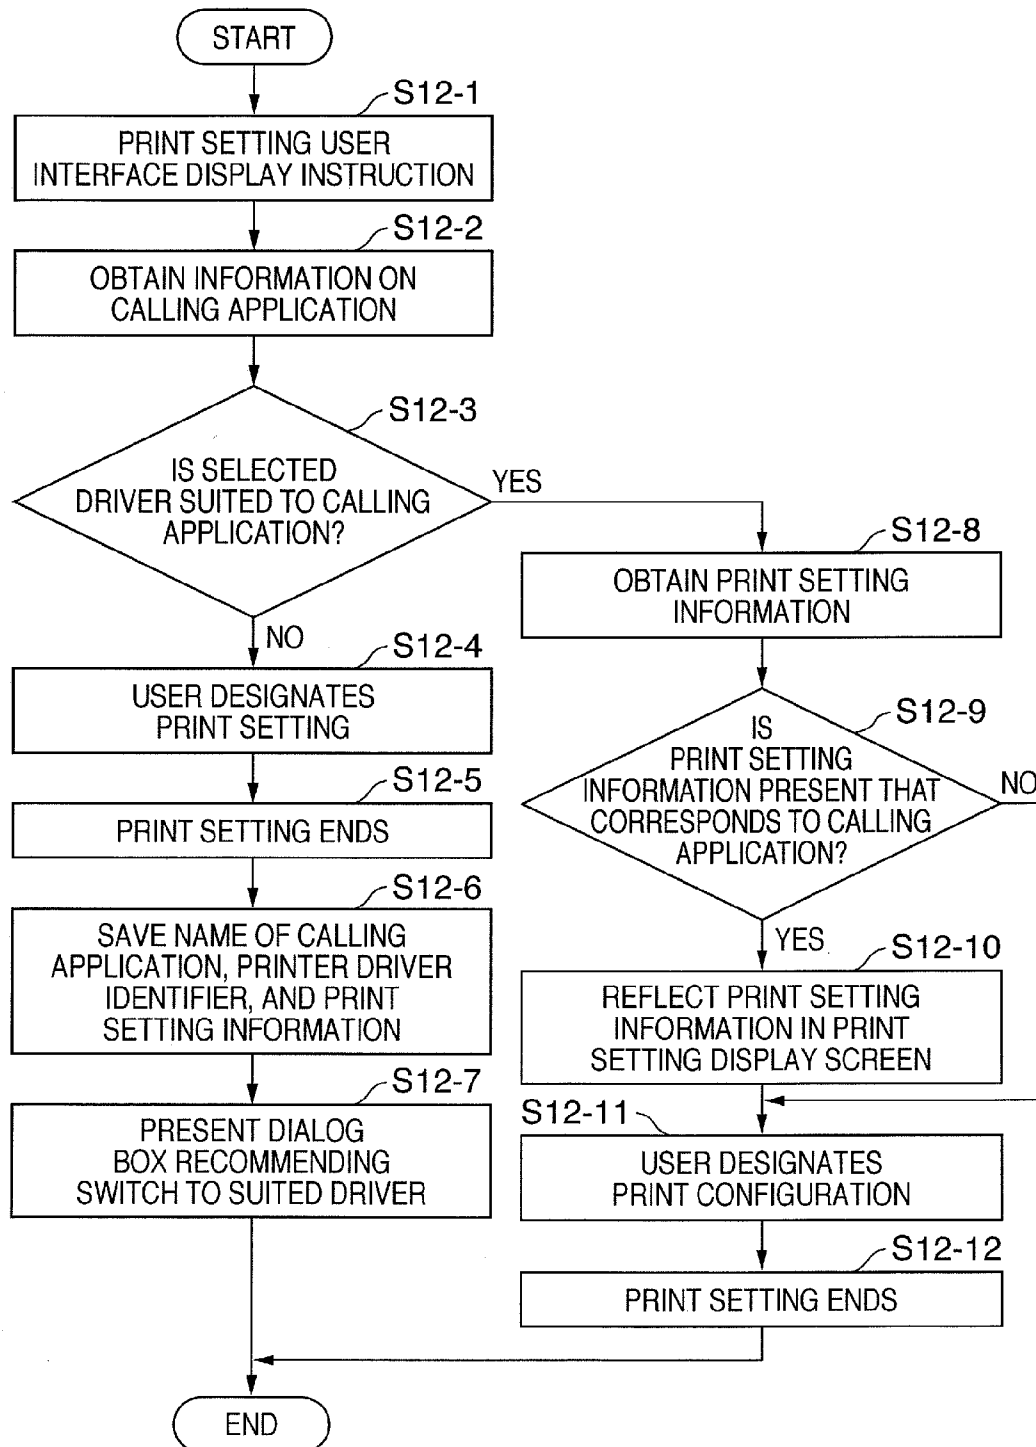 START
S12-1
PRINT SETTING USER
INTERFACE DISPLAY INSTRUCTION
S12-2
OBTAIN INFORMATION ON
CALLING APPLICATION
S12-3
IS SELECTED
DRIVER SUITED TO CALLING
APPLICATION?
YES
NO
S12-4
USER DESIGNATES
PRINT SETTING
S12-5
PRINT SETTING ENDS
S12-6
SAVE NAME OF CALLING
APPLICATION, PRINTER DRIVER
IDENTIFIER, AND PRINT
SETTING INFORMATION
S12-7
PRESENT DIALOG
BOX RECOMMENDING
SWITCH TO SUITED DRIVER
S12-8
OBTAIN PRINT SETTING
INFORMATION
S12-9
IS
PRINT SETTING
INFORMATION PRESENT THAT
CORRESPONDS TO CALLING
APPLICATION?
NO
YES
S12-10
REFLECT PRINT SETTING
INFORMATION IN PRINT
SETTING DISPLAY SCREEN
S12-11
USER DESIGNATES
PRINT CONFIGURATION
S12-12
PRINT SETTING ENDS
END